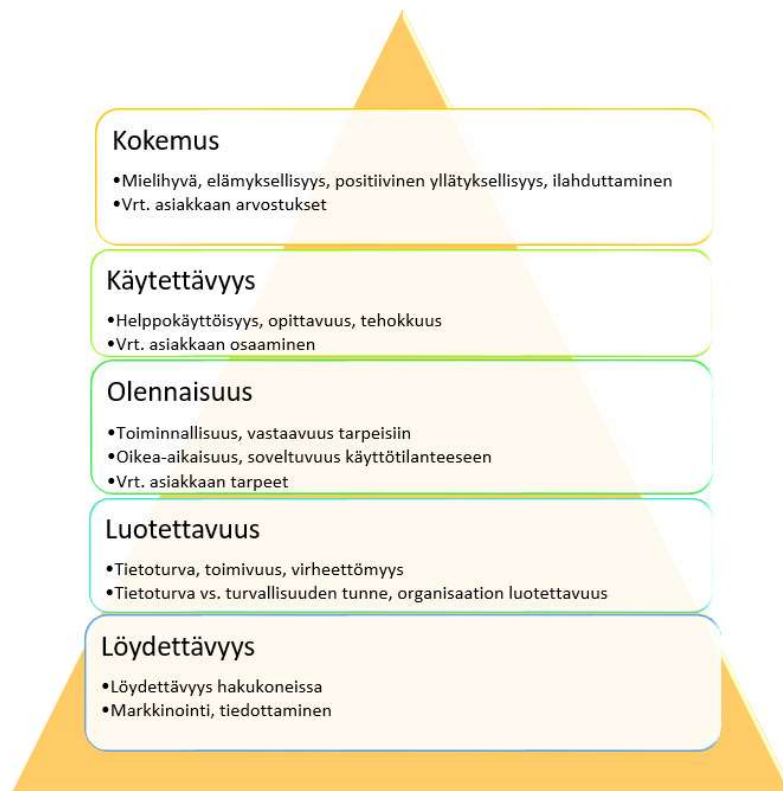 Kokemus
•Mielihyvä, elämyksellisyys, positiivinen yllätyksellisyys, ilahduttaminen
•Vrt. asiakkaan arvostukset
Käytettävyys
•Helppokäyttöisyys, opittavuus, tehokkuus
•Vrt. asiakkaan osaaminen
Olennaisuus
•Toiminnallisuus, vastaavuus tarpeisiin
•Oikea-aikaisuus, soveltuvuus käyttötilanteeseen
•Vrt. asiakkaan tarpeet
Luotettavuus
•Tietoturva, toimivuus, virheettömyys
•Tietoturva vs. turvallisuuden tunne, organisaation luotettavuus
Löydettävyys
•Löydettävyys hakukoneissa
•Markkinointi, tiedottaminen